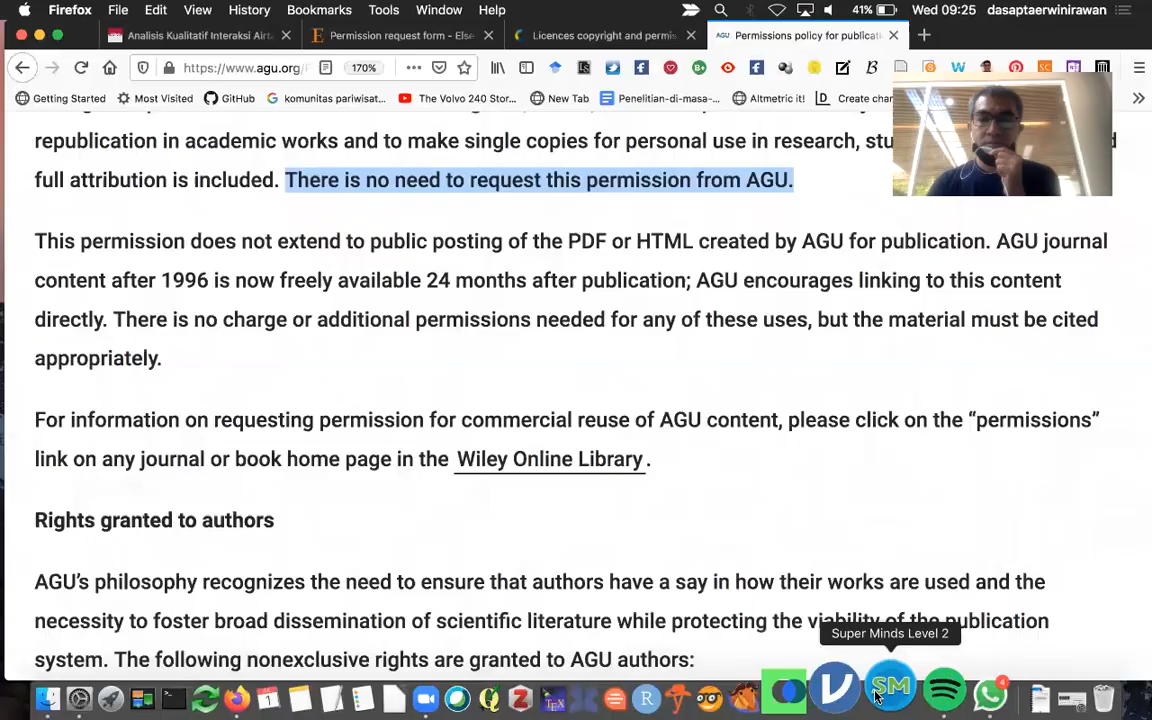 Firefox File Edit View History Bookmarks Tools Window Help 41% Wed 09:25 dasaptaerwinirawan
Analisis Kualitatif Interaksi Airta Permission request form - Else Licences copyright and permis AGU Permissions policy for publicati
https://www.agu.org/ 170%
Getting Started Most Visited GitHub komunitas pariwisat... The Volvo 240 Stor... New Tab Penelitian-di-masa-... Altmetric it! Create char
republication in academic works and to make single copies for personal use in research, stu
full attribution is included. There is no need to request this permission from AGU.
This permission does not extend to public posting of the PDF or HTML created by AGU for publication. AGU journal
content after 1996 is now freely available 24 months after publication; AGU encourages linking to this content
directly. There is no charge or additional permissions needed for any of these uses, but the material must be cited
appropriately.
For information on requesting permission for commercial reuse of AGU content, please click on the “permissions”
link on any journal or book home page in the Wiley Online Library.
Rights granted to authors
AGU’s philosophy recognizes the need to ensure that authors have a say in how their works are used and the
necessity to foster broad dissemination of scientific literature while protecting the viability of the publication
Super Minds Level 2
system. The following nonexclusive rights are granted to AGU authors:
SM
4